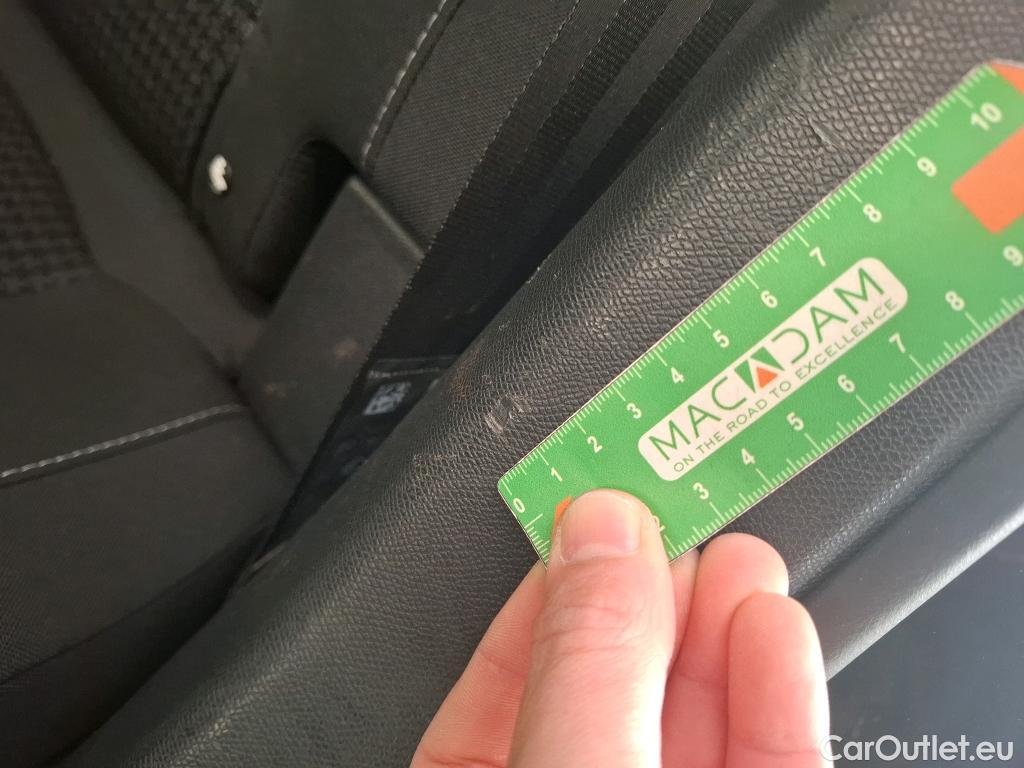 0 1 2 3 4 5 6 7 8 9 10
MACADAM
ON THE ROAD TO EXCELLENCE
2 3 4 5 6 7 8 9
CarOutlet.eu